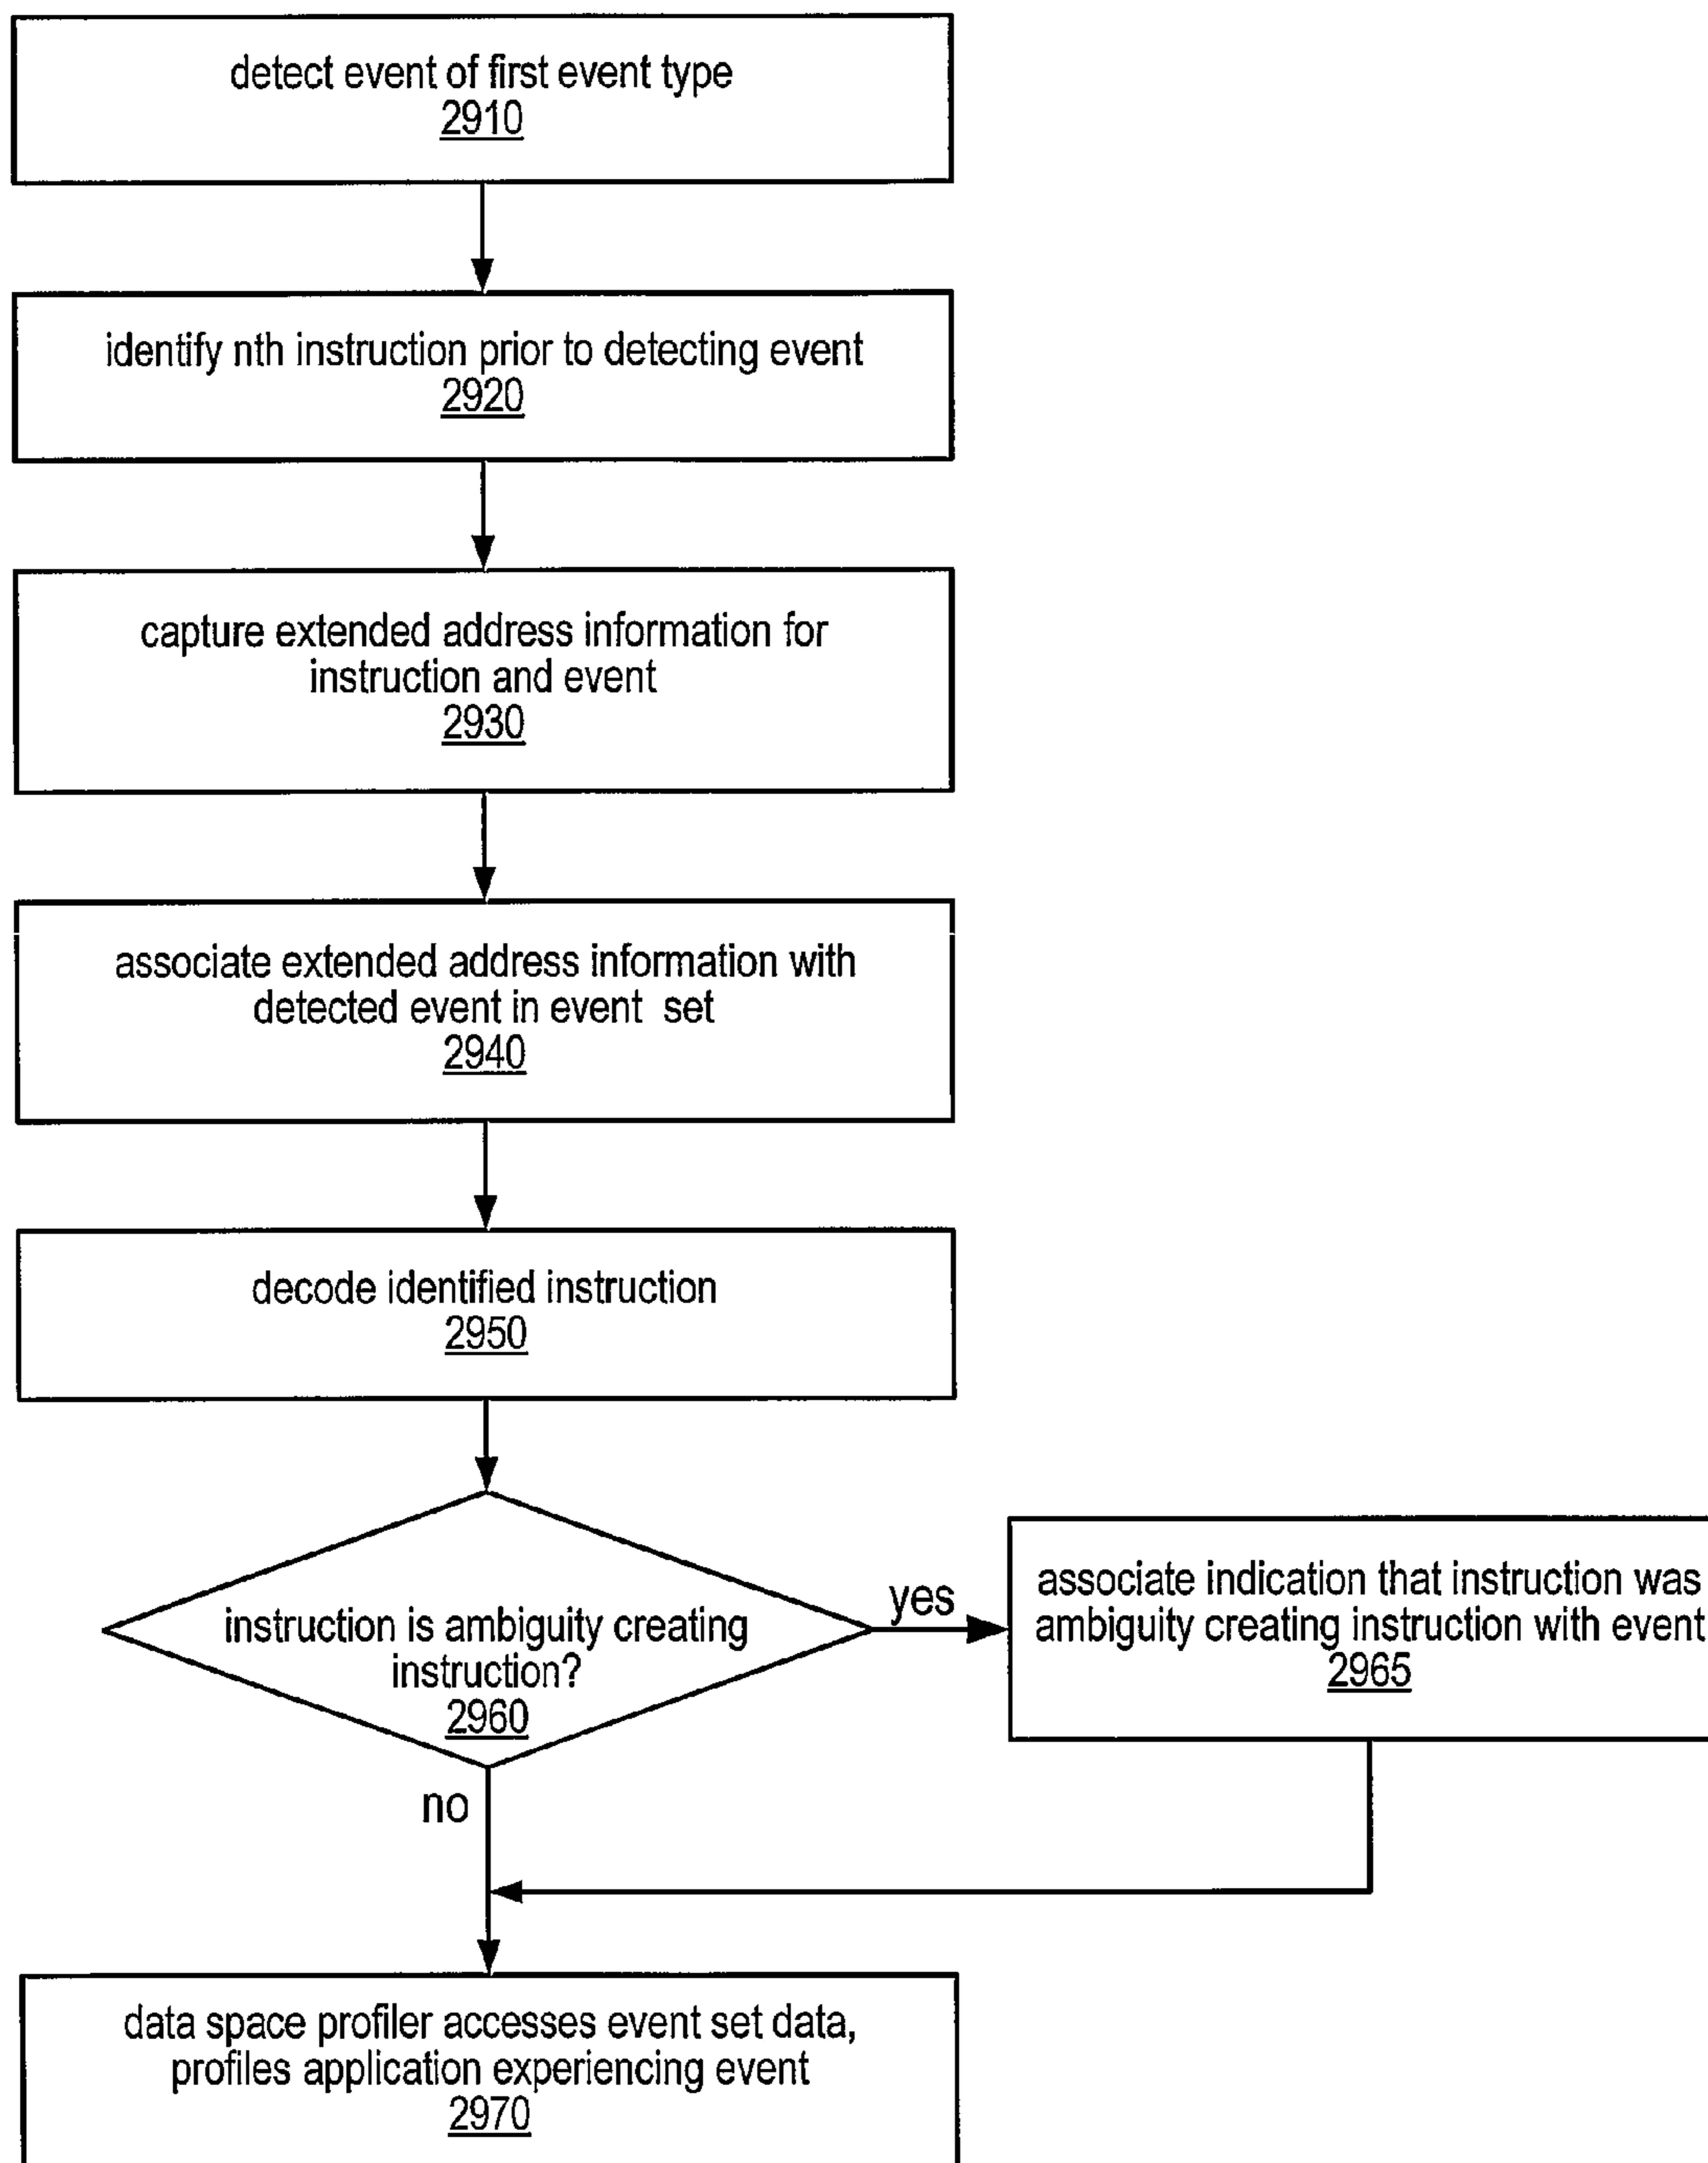 detect event of first event type
2910
identify nth instruction prior to detecting event
2920
capture extended address information for
instruction and event
2930
associate extended address information with
detected event in event set
2940
decode identified instruction
2950
instruction is ambiguity creating
instruction?
2960
yes
associate indication that instruction was
ambiguity creating instruction with event
2965
no
data space profiler accesses event set data,
profiles application experiencing event
2970